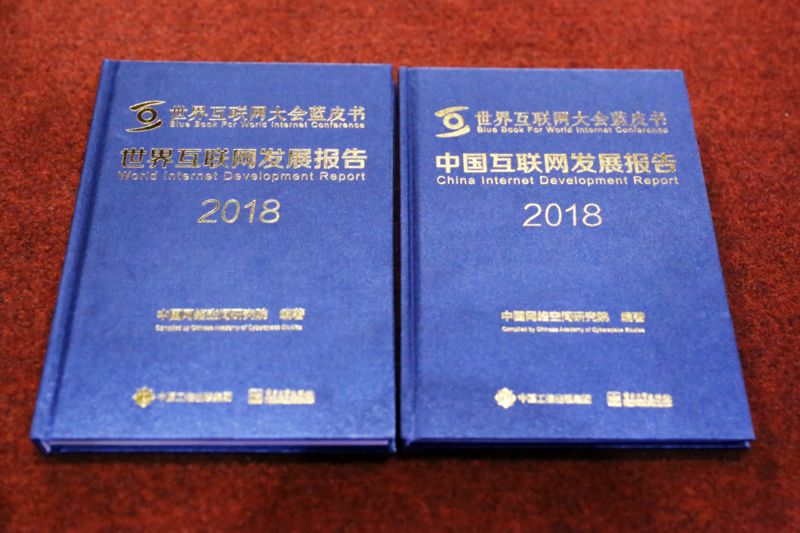 世界互联网大会蓝皮书
Blue Book For World Internet Conference
世界互联网发展报告
World Internet Development Report
2018
中国网络空间研究院 编著
Compiled by Chinese Academy of Cyberspace Studies
中国工信出版集团
世界互联网大会蓝皮书
Blue Book For World Internet Conference
中国互联网发展报告
China Internet Development Report
2018
中国网络空间研究院 编著
Compiled by Chinese Academy of Cyberspace Studies
中国工信出版集团